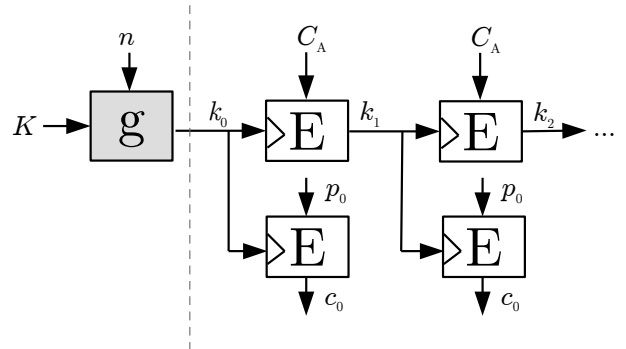 n C_A C_A
K g k_0 E k_1 E k_2 ...
p_0 p_0
E E
c_0 c_0